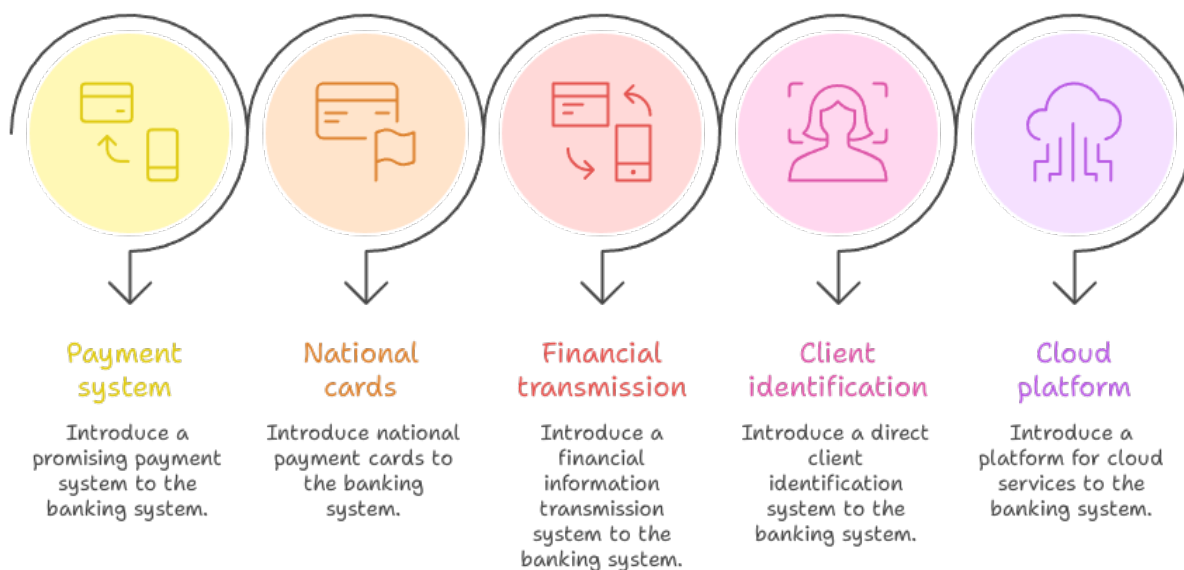 Payment
system
Introduce a
promising payment
system to the
banking system.
National
cards
Introduce national
payment cards to
the banking
system.
Financial
transmission
Introduce a
financial
information
transmission
system to the
banking system.
Client
identification
Introduce a direct
client
identification
system to the
banking system.
Cloud
platform
Introduce a
platform for cloud
services to the
banking system.